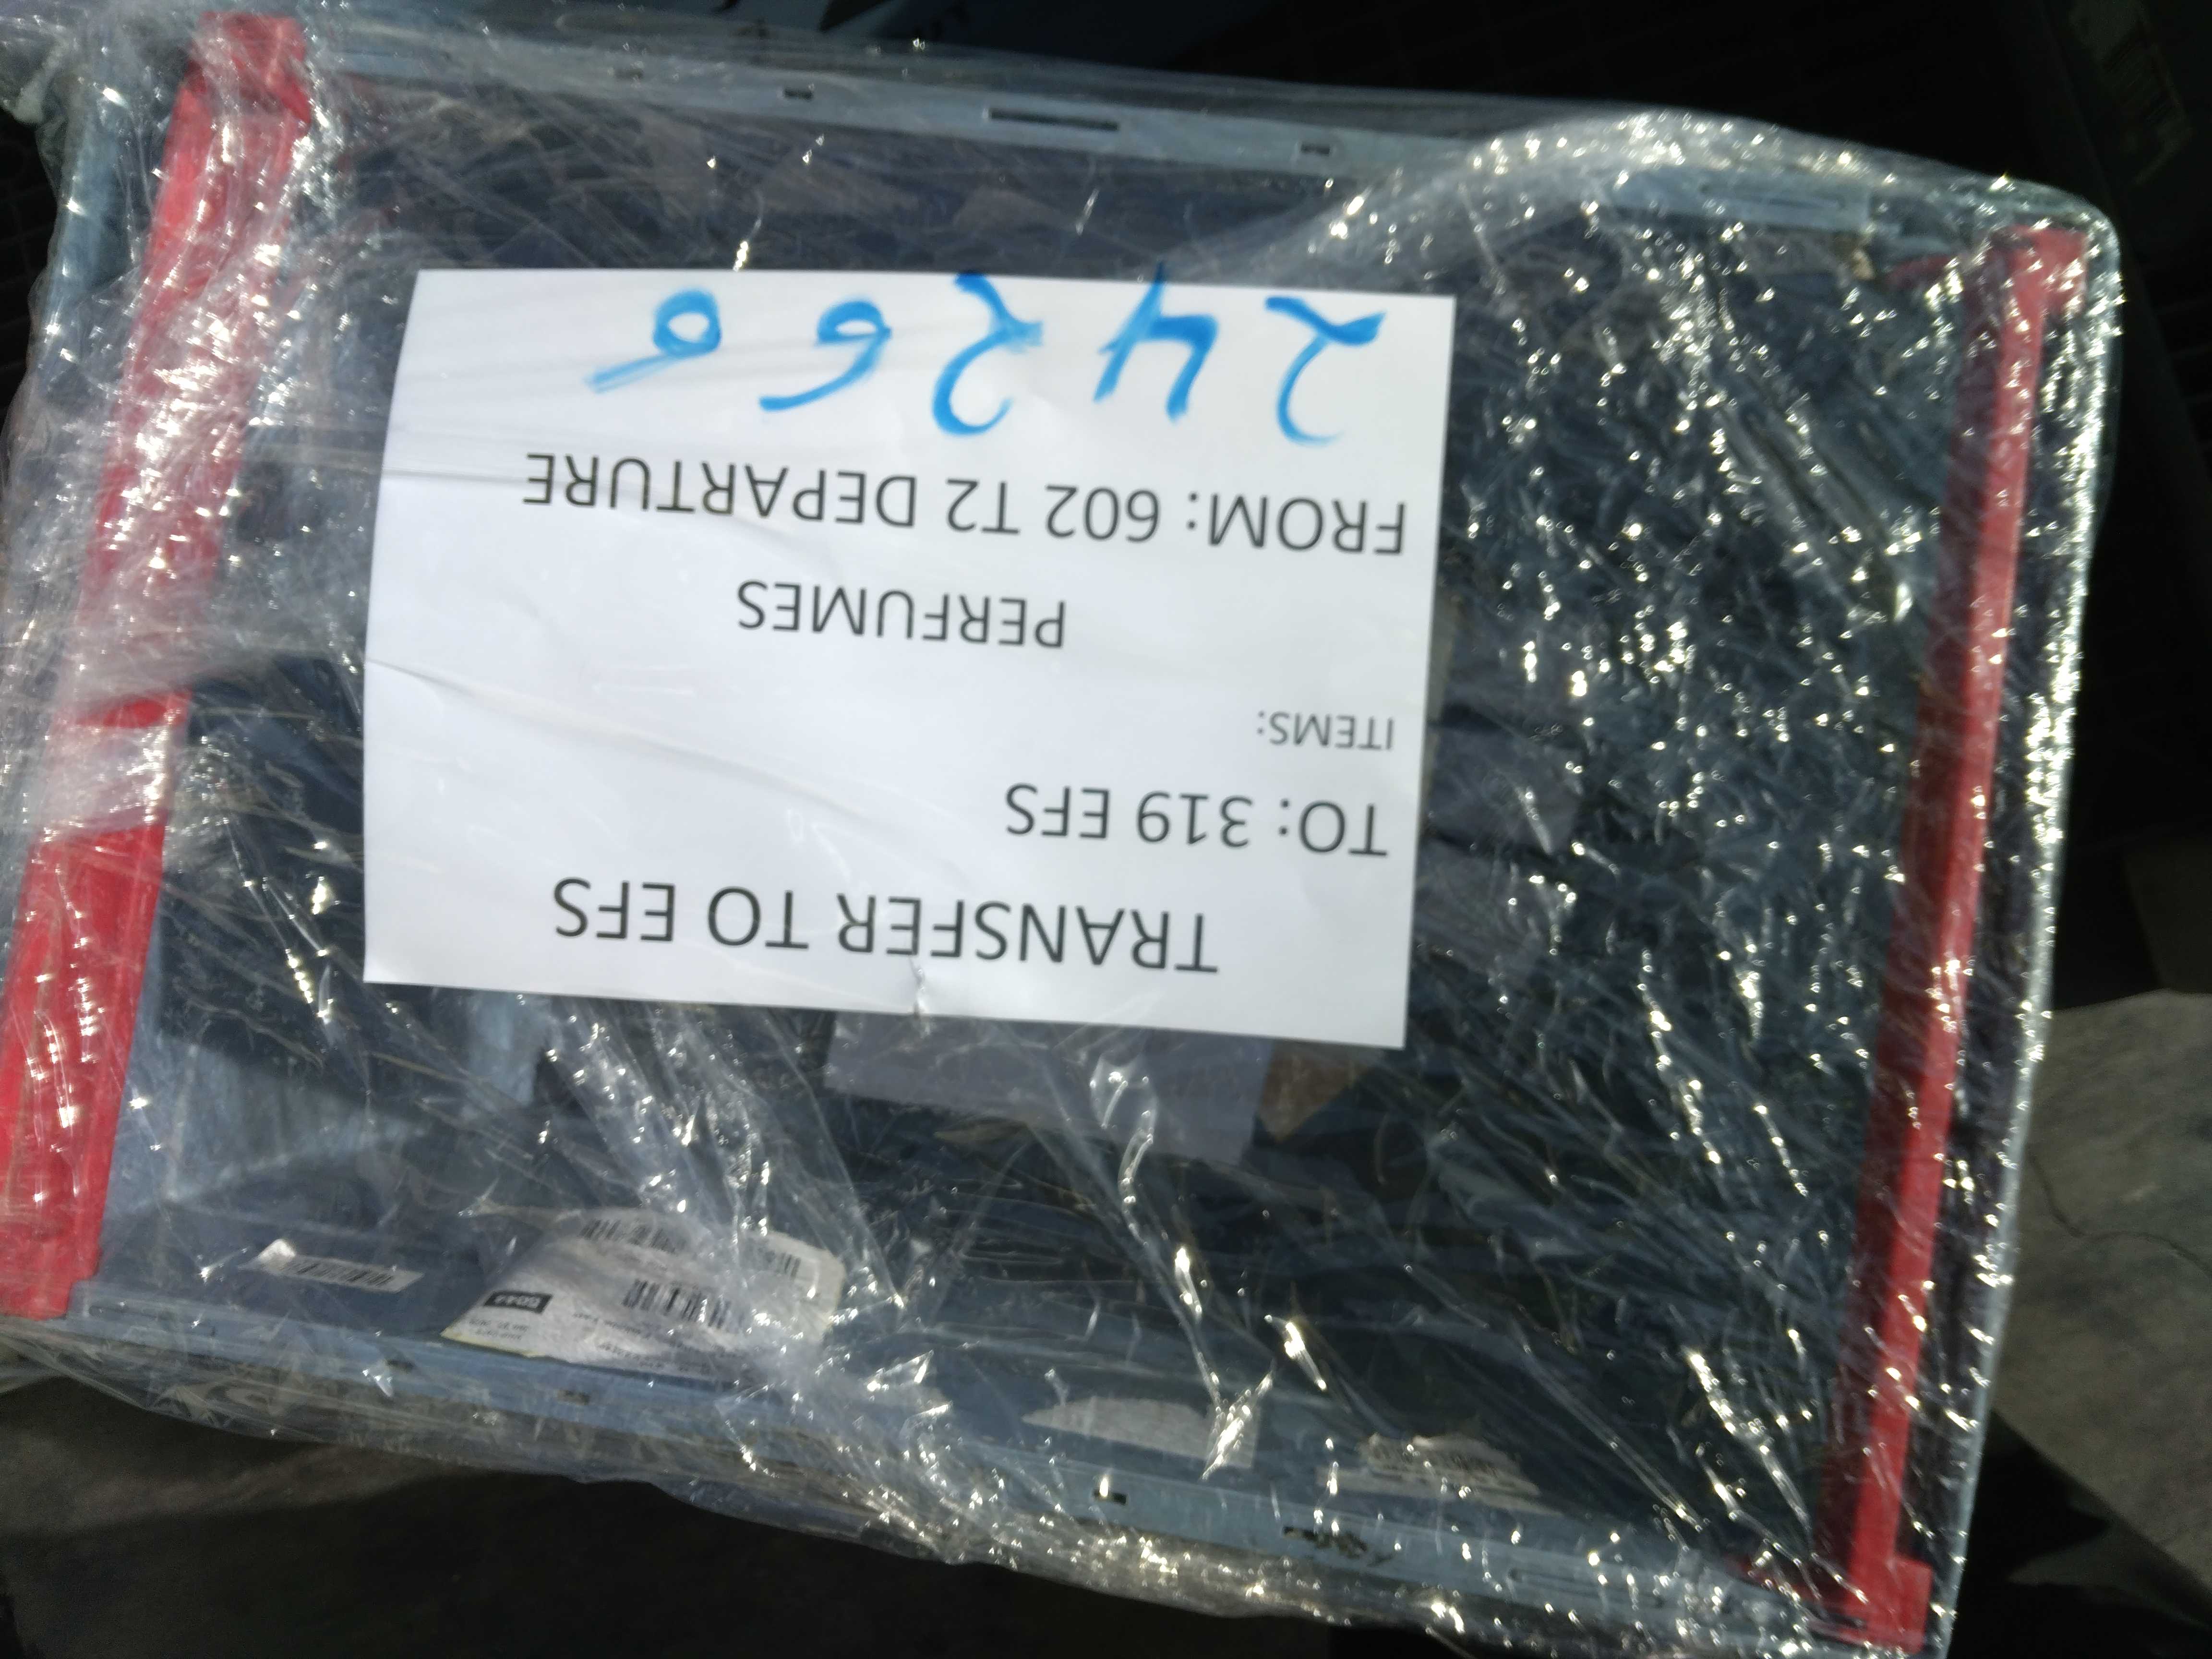 TRANSFER TO EFS
TO: 319 EFS
ITEMS:
PERFUMES
FROM: 602 T2 DEPARTURE
24266